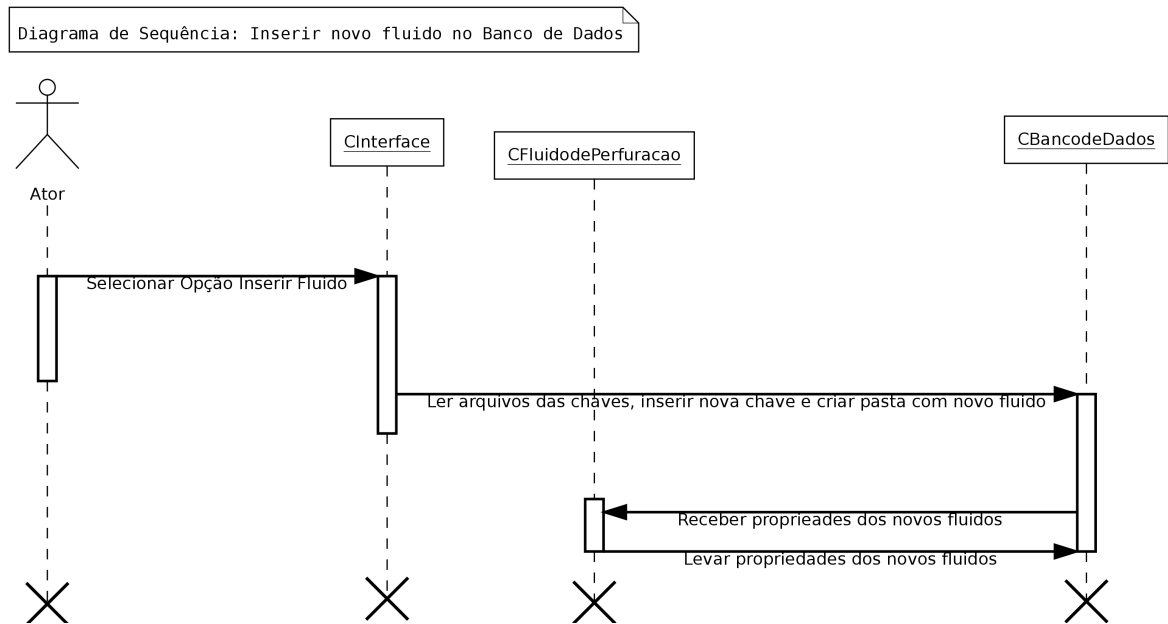 Diagrama de Sequência: Inserir novo fluido no Banco de Dados
CInterface
CFluidodePerfuracao
CBancodeDados
Ator
Selecionar Opção Inserir Fluido
Ler arquivos das chaves, inserir nova chave e criar pasta com novo fluido
Receber proprieades dos novos fluidos
Levar propriedades dos novos fluidos